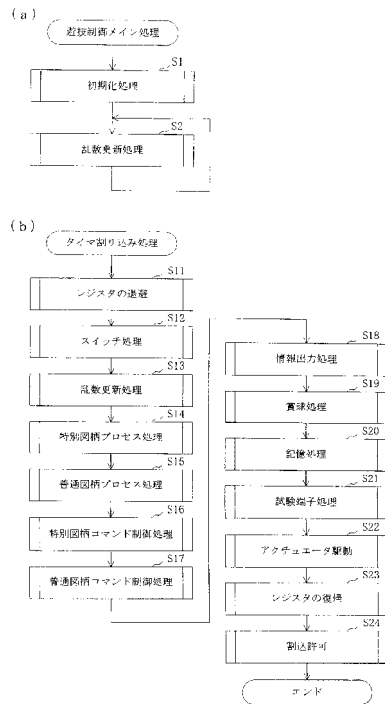 (a)
遊技制御メイン処理
S1
初期化処理
S2
乱数更新処理
(b)
タイマ割り込み処理
S11
レジスタの退避
S12
スイッチ処理
S13
乱数更新処理
S14
特別図柄プロセス処理
S15
普通図柄プロセス処理
S16
特別図柄コマンド制御処理
S17
普通図柄コマンド制御処理
S18
情報出力処理
S19
賞球処理
S20
記憶処理
S21
試験端子処理
S22
アクチュエータ駆動
S23
レジスタの復帰
S24
割込許可
エンド